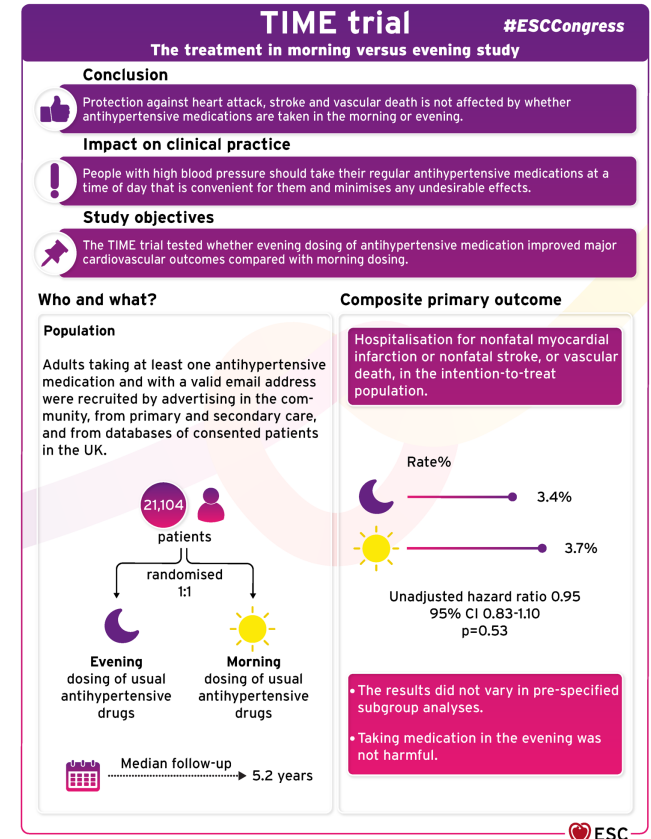 TIME trial
#ESCCongress
The treatment in morning versus evening study
Conclusion
Protection against heart attack, stroke and vascular death is not affected by whether
antihypertensive medications are taken in the morning or evening.
Impact on clinical practice
People with high blood pressure should take their regular antihypertensive medications at a
time of day that is convenient for them and minimises any undesirable effects.
Study objectives
The TIME trial tested whether evening dosing of antihypertensive medication improved major
cardiovascular outcomes compared with morning dosing.
Who and what?
Population
Adults taking at least one antihypertensive
medication and with a valid email address
were recruited by advertising in the com-
munity, from primary and secondary care,
and from databases of consented patients
in the UK.
21,104
patients
randomised
1:1
Evening
dosing of usual
antihypertensive
drugs
Morning
dosing of usual
antihypertensive
drugs
Median follow-up
5.2 years
Composite primary outcome
Hospitalisation for nonfatal myocardial
infarction or nonfatal stroke, or vascular
death, in the intention-to-treat
population.
Rate%
3.4%
3.7%
Unadjusted hazard ratio 0.95
95% CI 0.83-1.10
p=0.53
• The results did not vary in pre-specified
subgroup analyses.
• Taking medication in the evening was
not harmful.
ESC